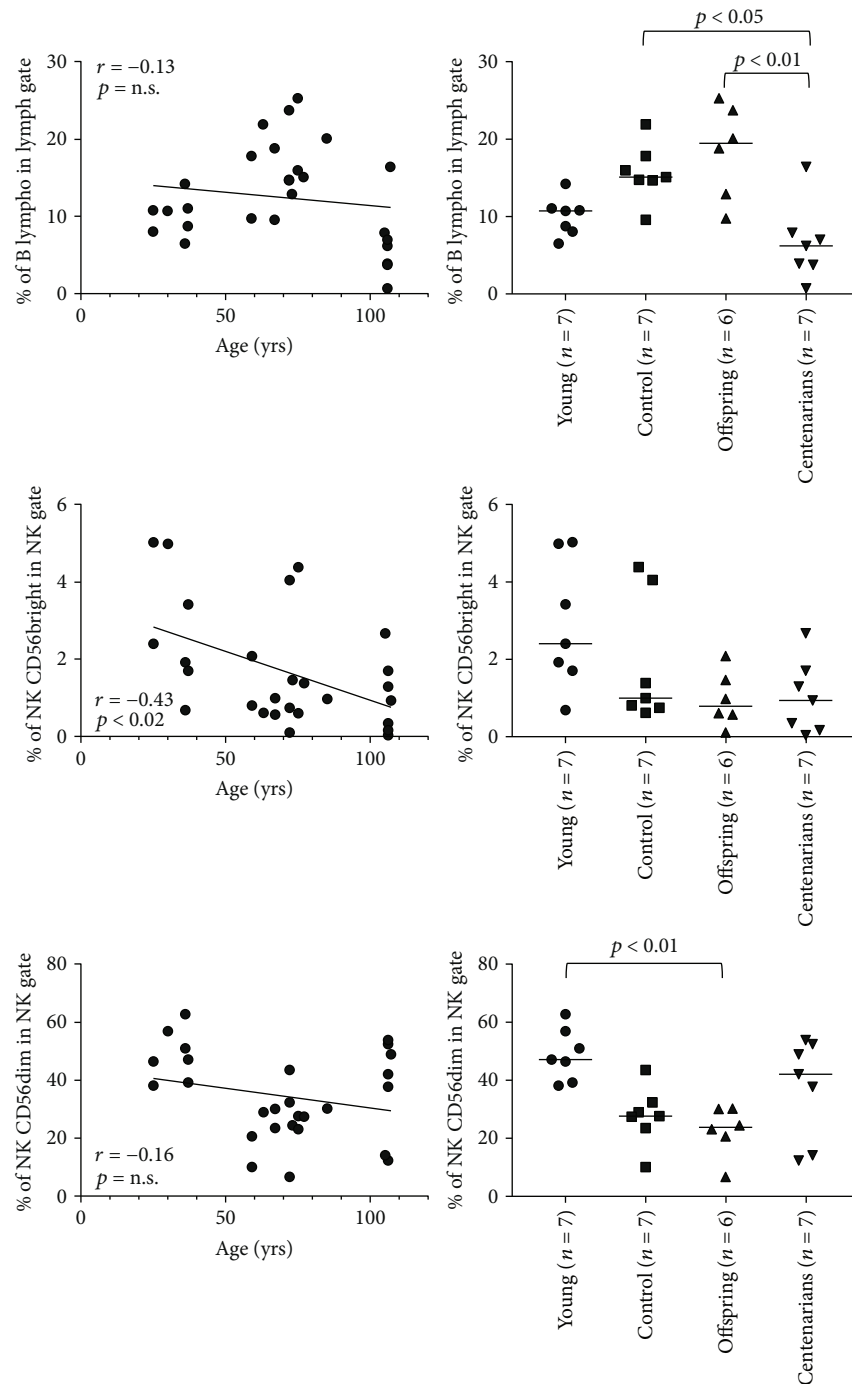 r = −0.13
p = n.s.
30
20
10
0
0 50 100
Age (yrs)
% of B lympho in lymph gate
p < 0.05
p < 0.01
30
20
10
0
% of B lympho in lymph gate
Young (n = 7)
Control (n = 7)
Offspring (n = 6)
Centenarians (n = 7)
6
4
2
0
r = −0.43
p < 0.02
0 50 100
Age (yrs)
% of NK CD56bright in NK gate
6
4
2
0
% of NK CD56bright in NK gate
Young (n = 7)
Control (n = 7)
Offspring (n = 6)
Centenarians (n = 7)
80
60
40
20
0
r = −0.16
p = n.s.
0 50 100
Age (yrs)
% of NK CD56dim in NK gate
p < 0.01
80
60
40
20
0
% of NK CD56dim in NK gate
Young (n = 7)
Control (n = 7)
Offspring (n = 6)
Centenarians (n = 7)